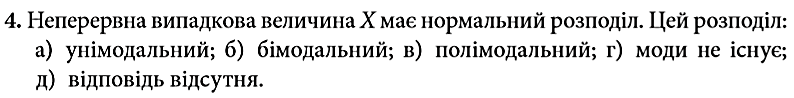 4. Неперервна випадкова величина X має нормальний розподіл. Цей розподіл:
а) унімодальний; б) бімодальний; в) полімодальний; г) моди не існує;
д) відповідь відсутня.